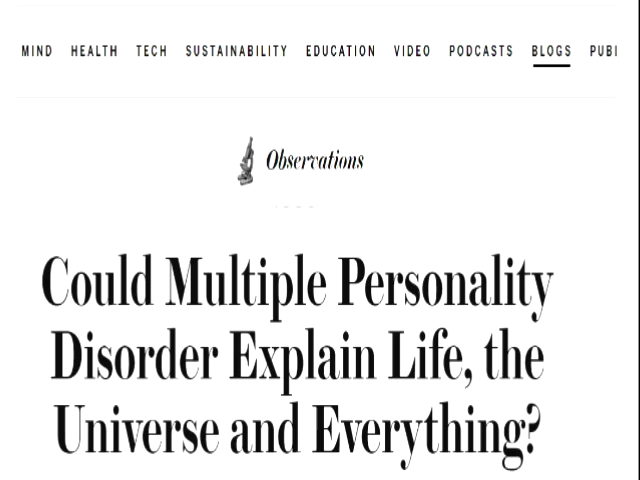 MIND HEALTH TECH SUSTAINABILITY EDUCATION VIDEO PODCASTS BLOGS PUBI
Observations
Could Multiple Personality
Disorder Explain Life, the
Universe and Everything?